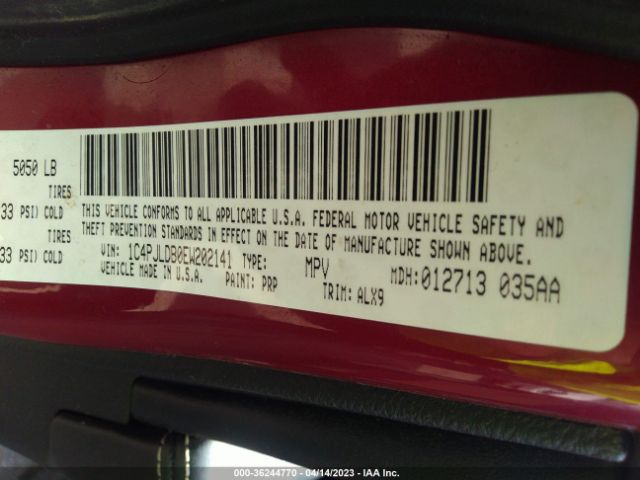 5050 LB
TIRES
33 PSI) COLD
TIRES
33 PSI) COLD
THIS VEHICLE CONFORMS TO ALL APPLICABLE U.S.A. FEDERAL MOTOR VEHICLE SAFETY AND
THEFT PREVENTION STANDARDS IN EFFECT ON THE DATE OF MANUFACTURE SHOWN ABOVE.
VIN: 1C4PJLDB0EW202141 TYPE: MPV MDH: 012713 035AA
VEHICLE MADE IN U.S.A. PAINT: PRP TRIM: ALX9
000-36244770 - 04/14/2023 - IAA Inc.